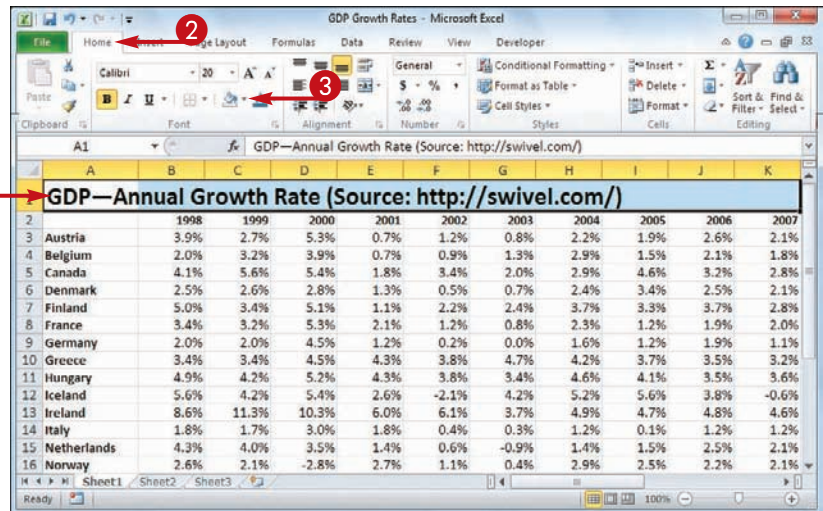 GDP Growth Rates - Microsoft Excel
2
File Home Insert Page Layout Formulas Data Review View Developer
Calibri 20 A A General Conditional Formatting Insert Σ
Paste B I U $ % , Format as Table Delete Sort & Find &
3
Cell Styles Format Filter Select
Clipboard Font Alignment Number Styles Cells Editing
A1 fx GDP—Annual Growth Rate (Source: http://swivel.com/)
A B C D E F G H I J K
1 GDP—Annual Growth Rate (Source: http://swivel.com/)
2 1998 1999 2000 2001 2002 2003 2004 2005 2006 2007
3 Austria 3.9% 2.7% 5.3% 0.7% 1.2% 0.8% 2.2% 1.9% 2.6% 2.1%
4 Belgium 2.0% 3.2% 3.9% 0.7% 0.9% 1.3% 2.9% 1.5% 2.1% 1.8%
5 Canada 4.1% 5.6% 5.4% 1.8% 3.4% 2.0% 2.9% 4.6% 3.2% 2.8%
6 Denmark 2.5% 2.6% 2.8% 1.3% 0.5% 0.7% 2.4% 3.4% 2.5% 2.1%
7 Finland 5.0% 3.4% 5.1% 1.1% 2.2% 2.4% 3.7% 3.3% 3.7% 2.8%
8 France 3.4% 3.2% 5.3% 2.1% 1.2% 0.8% 2.3% 1.2% 1.9% 2.0%
9 Germany 2.0% 2.0% 4.5% 1.2% 0.2% 0.0% 1.6% 1.2% 1.9% 1.1%
10 Greece 3.4% 3.4% 4.5% 4.3% 3.8% 4.7% 4.2% 3.7% 3.5% 3.2%
11 Hungary 4.9% 4.2% 5.2% 4.3% 3.8% 3.4% 4.6% 4.1% 3.5% 3.6%
12 Iceland 5.6% 4.2% 5.4% 2.6% -2.1% 4.2% 5.2% 5.6% 3.8% -0.6%
13 Ireland 8.6% 11.3% 10.3% 6.0% 6.1% 3.7% 4.9% 4.7% 4.8% 4.6%
14 Italy 1.8% 1.7% 3.0% 1.8% 0.4% 0.3% 1.2% 0.1% 1.2% 1.2%
15 Netherlands 4.3% 4.0% 3.5% 1.4% 0.6% -0.9% 1.4% 1.5% 2.5% 2.1%
16 Norway 2.6% 2.1% -2.8% 2.7% 1.1% 0.4% 2.9% 2.5% 2.2% 2.1%
Sheet1 Sheet2 Sheet3
Ready 100%